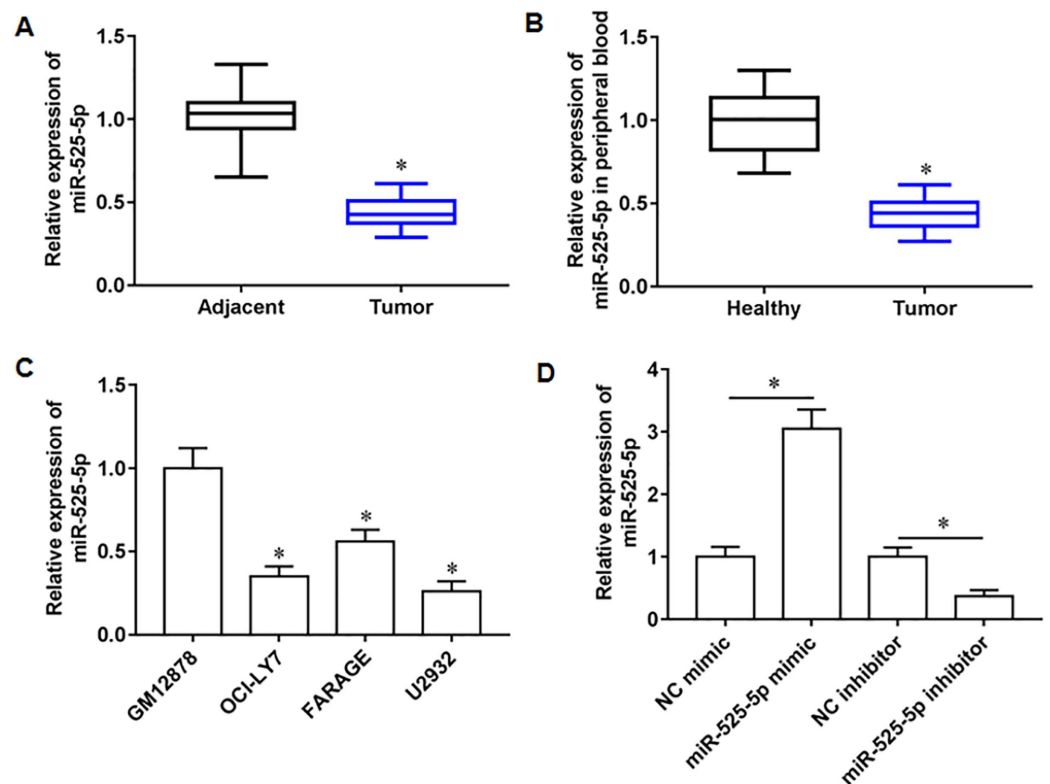 A
Relative expression of
miR-525-5p
1.5
1.0
0.5
0.0
*
Adjacent
Tumor
B
Relative expression of
miR-525-5p in peripheral blood
1.5
1.0
0.5
0.0
*
Healthy
Tumor
C
Relative expression of
miR-525-5p
1.5
1.0
0.5
0.0
*
*
*
GM12878
OCI-LY7
FARAGE
U2932
D
Relative expression of
miR-525-5p
4
3
2
1
0
*
*
NC mimic
miR-525-5p mimic
NC inhibitor
miR-525-5p inhibitor